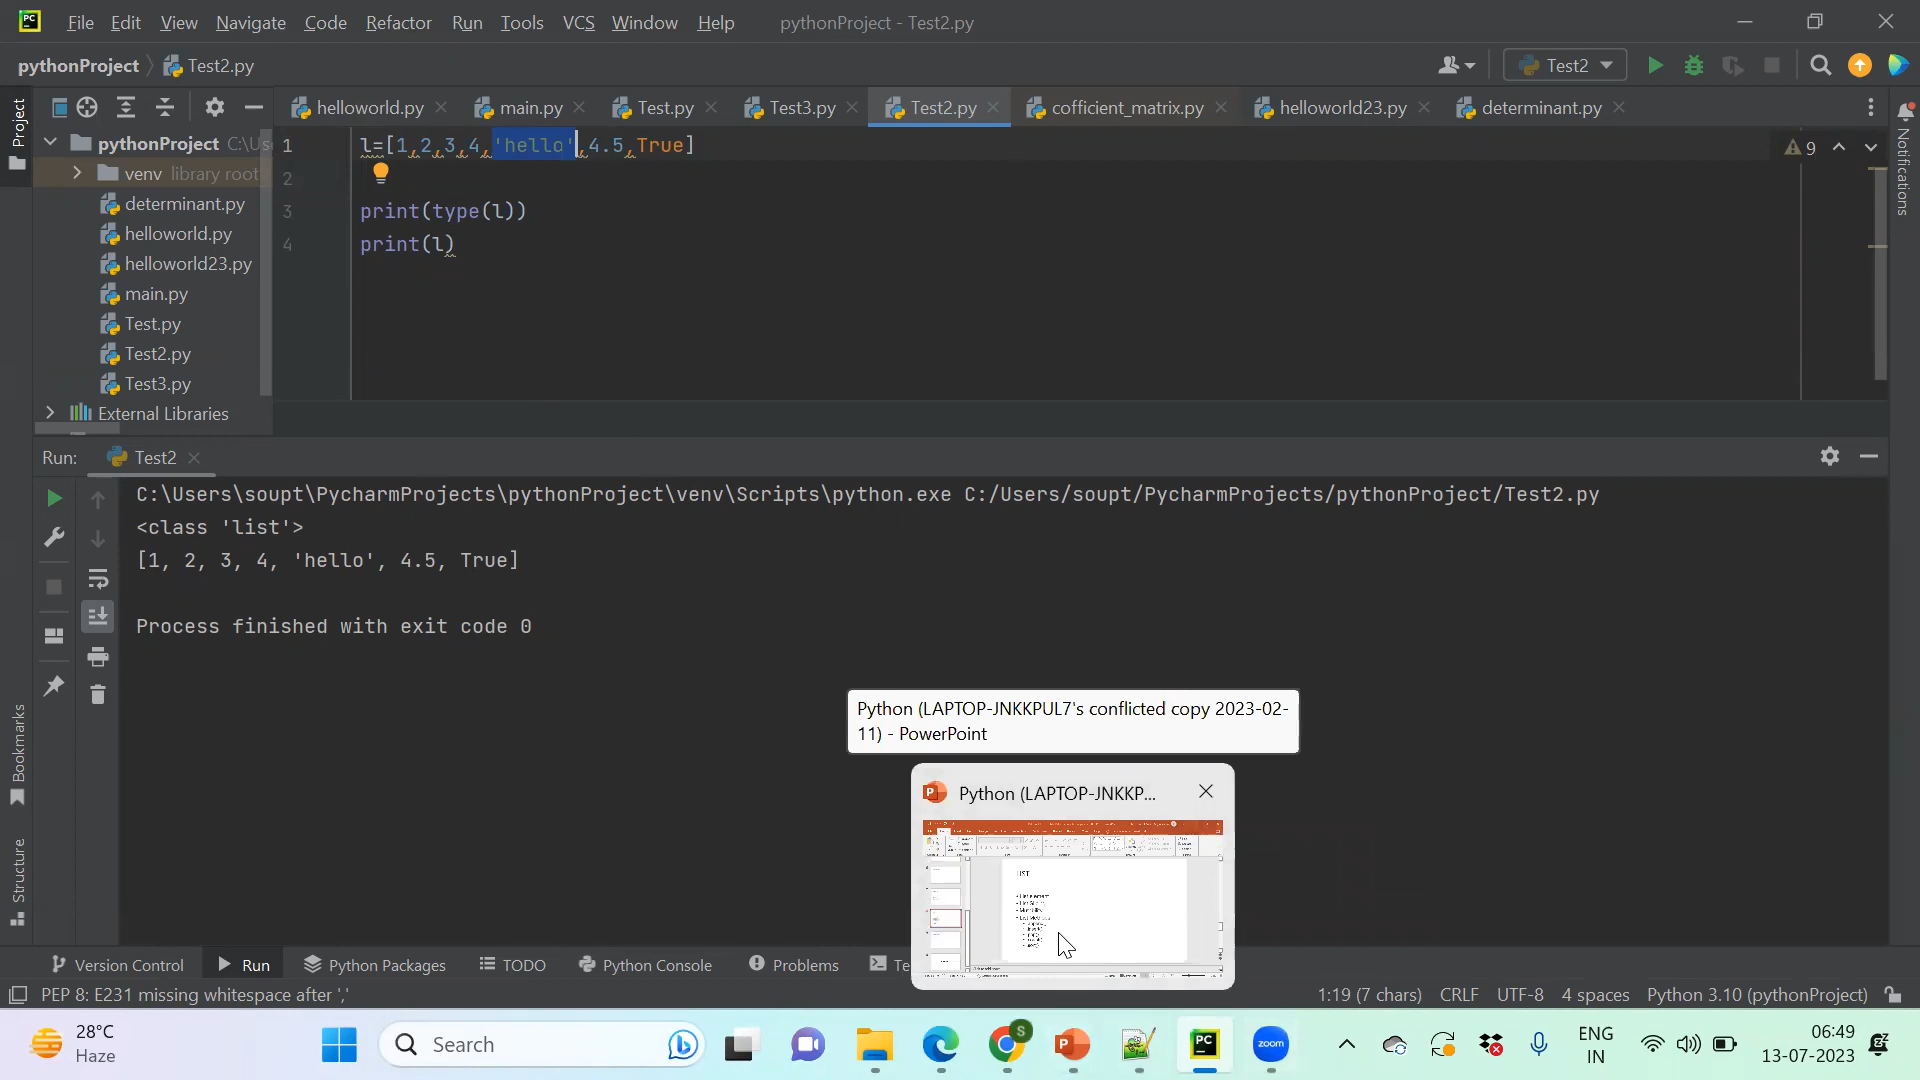 File Edit View Navigate Code Refactor Run Tools VCS Window Help pythonProject - Test2.py
pythonProject Test2.py Test2
helloworld.py main.py Test.py Test3.py Test2.py cofficient_matrix.py helloworld23.py determinant.py
Project
pythonProject C:\Us
venv library root
determinant.py
helloworld.py
helloworld23.py
main.py
Test.py
Test2.py
Test3.py
External Libraries
1 l=[1,2,3,4,'hello',4.5,True]
2
3 print(type(l))
4 print(l)
9
Notifications
Run: Test2
C:\Users\soupt\PycharmProjects\pythonProject\venv\Scripts\python.exe C:/Users/soupt/PycharmProjects/pythonProject/Test2.py
<class 'list'>
[1, 2, 3, 4, 'hello', 4.5, True]
Process finished with exit code 0
Bookmarks
Structure
Python (LAPTOP-JNKKPUL7's conflicted copy 2023-02-
11) - PowerPoint
Python (LAPTOP-JNKKP...
LIST
Version Control Run Python Packages TODO Python Console Problems Te
PEP 8: E231 missing whitespace after ',' 1:19 (7 chars) CRLF UTF-8 4 spaces Python 3.10 (pythonProject)
28°C
Haze
Search
zoom
ENG
IN
06:49
13-07-2023